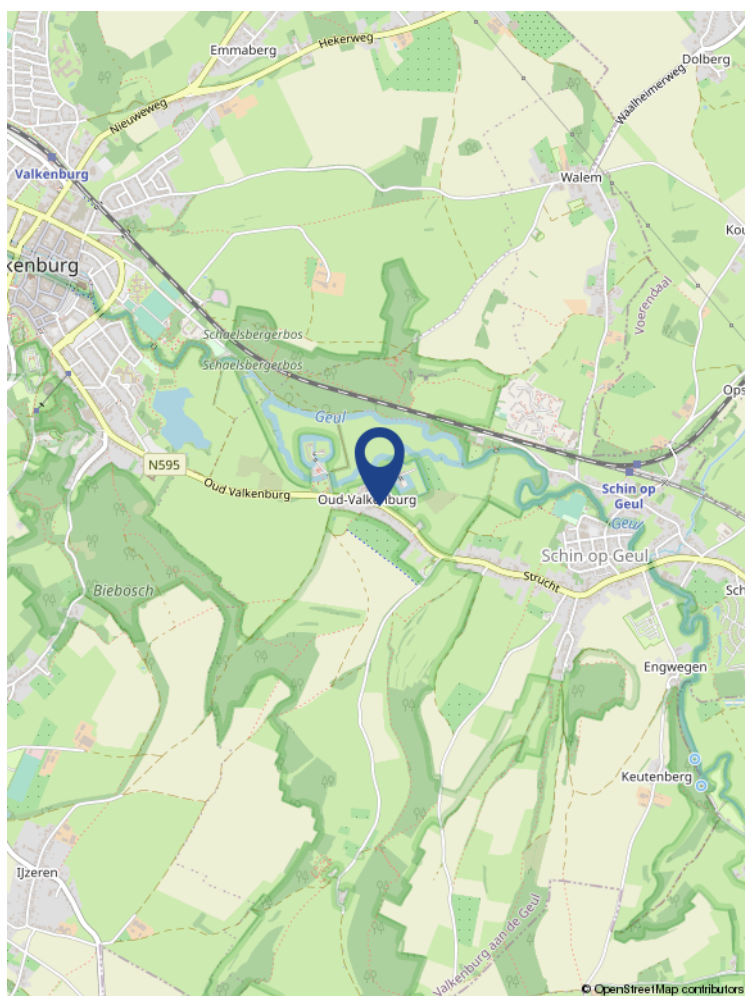 Emmaberg
Hekerweg
Dolberg
Nieuweweg
Waalheimerweg
Valkenburg
Walem
Kou
kenburg
Voerendaal
Schaelsbergerbos
Schaelsbergerbos
Ops
Geul
N595
Oud Valkenburg
Oud-Valkenburg
Schin op
Geul
Geul
Schin op Geul
Strucht
Biebosch
Sch
Engwegen
Keutenberg
IJzeren
Valkenburg aan de Geul
© OpenStreetMap contributors